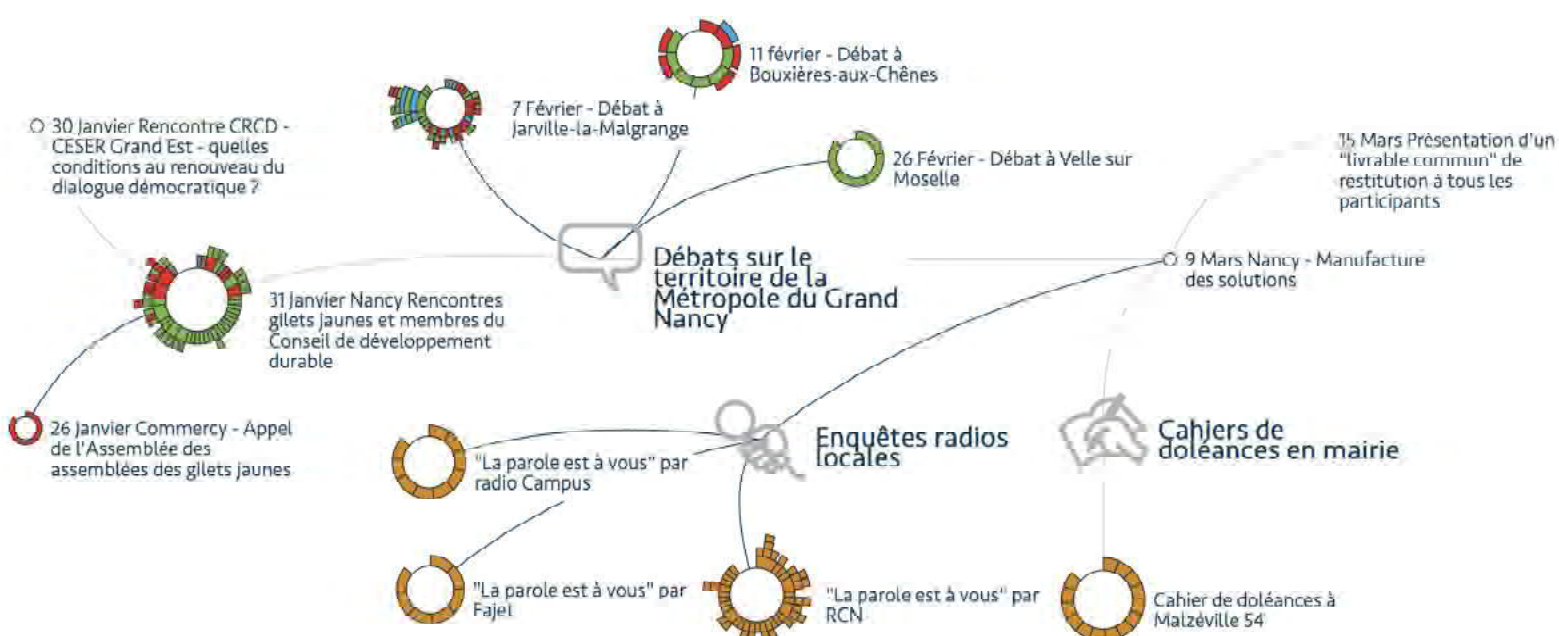 11 février - Débat à
Bouxières-aux-Chênes
7 Février - Débat à
Jarville-la-Malgrange
30 Janvier Rencontre CRCD -
CESER Grand Est - quelles
conditions au renouveau du
dialogue démocratique ?
26 Février - Débat à Velle sur
Moselle
15 Mars Présentation d'un
"livrable commun" de
restitution à tous les
participants
Débats sur le
territoire de la
Métropole du Grand
Nancy
9 Mars Nancy - Manufacture
des solutions
31 Janvier Nancy Rencontres
gilets jaunes et membres du
Conseil de développement
durable
26 Janvier Commercy - Appel
de l'Assemblée des
assemblées des gilets jaunes
"La parole est à vous" par
radio Campus
Enquêtes radios
locales
Cahiers de
doléances en mairie
"La parole est à vous" par
Fajet
"La parole est à vous" par
RCN
Cahier de doléances à
Malzéville 54